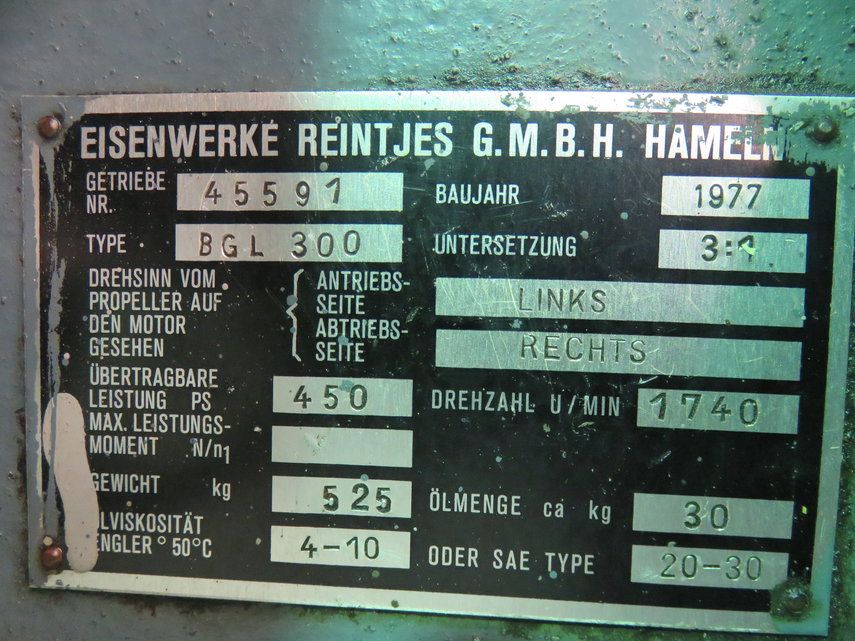 EISENWERKE REINTJES G.M.B.H. HAMELN
GETRIEBE NR. 45591 BAUJAHR 1977
TYPE BGL 300 UNTERSETZUNG 3:1
DREHSINN VOM PROPELLER AUF DEN MOTOR GESEHEN
ANTRIEBS-SEITE LINKS
ABTRIEBS-SEITE RECHTS
ÜBERTRAGBARE LEISTUNG PS 450 DREHZAHL U/MIN 1740
MAX. LEISTUNGS-MOMENT N/n1
GEWICHT kg 525 ÖLMENGE ca kg 30
ÖLVISKOSITÄT ENGLER° 50°C 4-10 ODER SAE TYPE 20-30